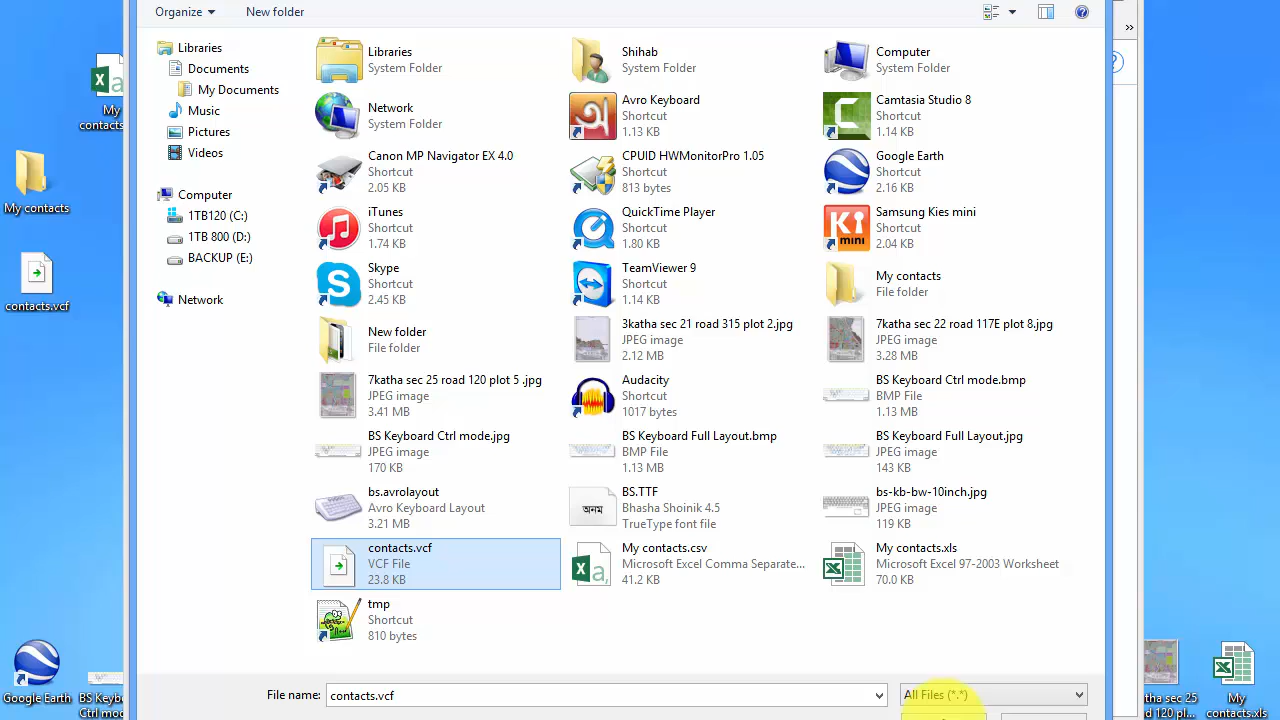 Organize
New folder
»
Libraries
Documents
My Documents
Music
Pictures
Videos
Computer
1TB120 (C:)
1TB 800 (D:)
BACKUP (E:)
Network
Libraries
System Folder
Shihab
System Folder
Computer
System Folder
Network
System Folder
Avro Keyboard
Shortcut
1.13 KB
Camtasia Studio 8
Shortcut
1.14 KB
Canon MP Navigator EX 4.0
Shortcut
2.05 KB
CPUID HWMonitorPro 1.05
Shortcut
813 bytes
Google Earth
Shortcut
2.16 KB
iTunes
Shortcut
1.74 KB
QuickTime Player
Shortcut
1.80 KB
Ki
mini
Samsung Kies mini
Shortcut
2.04 KB
Skype
Shortcut
2.45 KB
TeamViewer 9
Shortcut
1.14 KB
My contacts
File folder
New folder
File folder
3katha sec 21 road 315 plot 2.jpg
JPEG image
2.12 MB
7katha sec 22 road 117E plot 8.jpg
JPEG image
3.28 MB
7katha sec 25 road 120 plot 5 .jpg
JPEG image
3.41 MB
Audacity
Shortcut
1017 bytes
BS Keyboard Ctrl mode.bmp
BMP File
1.13 MB
BS Keyboard Ctrl mode.jpg
JPEG image
170 KB
BS Keyboard Full Layout.bmp
BMP File
1.13 MB
BS Keyboard Full Layout.jpg
JPEG image
143 KB
bs.avrolayout
Avro Keyboard Layout
3.21 MB
অনম
BS.TTF
Bhasha Shoinik 4.5
TrueType font file
bs-kb-bw-10inch.jpg
JPEG image
119 KB
contacts.vcf
VCF File
23.8 KB
My contacts.csv
Microsoft Excel Comma Separate...
41.2 KB
My contacts.xls
Microsoft Excel 97-2003 Worksheet
70.0 KB
tmp
Shortcut
810 bytes
File name:
contacts.vcf
All Files (*.*)
My
contacts
My contacts
contacts.vcf
Google Earth
BS Keybo
Ctrl mod
tha sec 25
d 120 pl...
My
contacts.xls